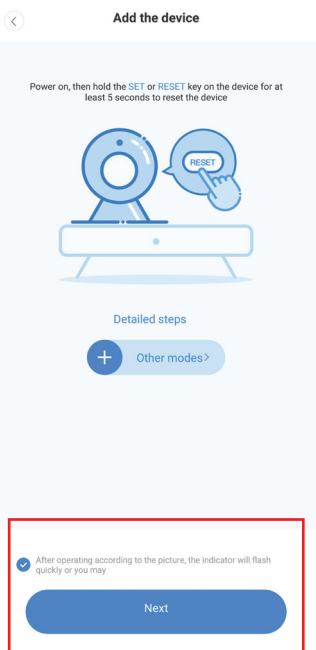 Add the device
Power on, then hold the SET or RESET key on the device for at
least 5 seconds to reset the device
RESET
Detailed steps
Other modes>
After operating according to the picture, the indicator will flash
quickly or you may
Next